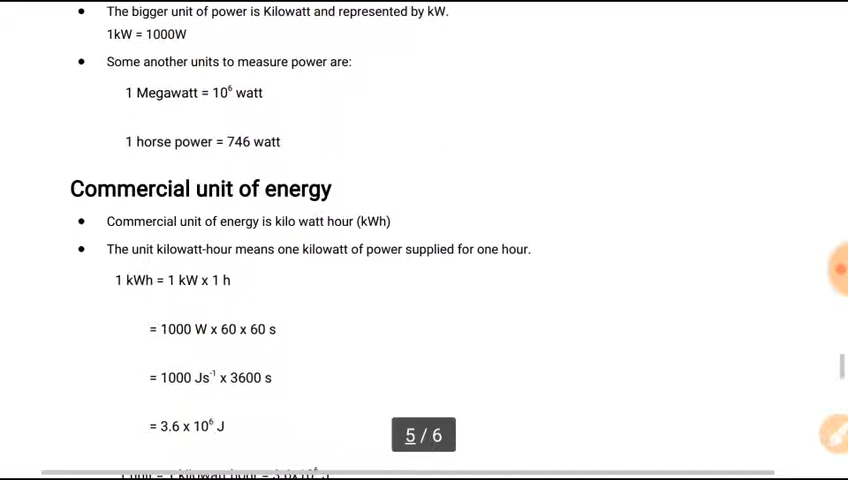 • The bigger unit of power is Kilowatt and represented by kW.
1kW = 1000W
• Some another units to measure power are:
1 Megawatt = 10⁶ watt
1 horse power = 746 watt
Commercial unit of energy
• Commercial unit of energy is kilo watt hour (kWh)
• The unit kilowatt-hour means one kilowatt of power supplied for one hour.
1 kWh = 1 kW x 1 h
= 1000 W x 60 x 60 s
= 1000 Js⁻¹ x 3600 s
= 3.6 x 10⁶ J
5 / 6